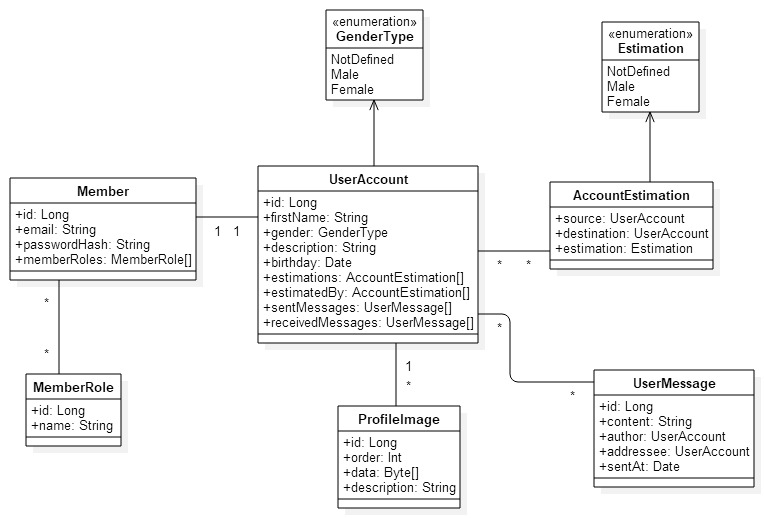 «enumeration»
GenderType
NotDefined
Male
Female
«enumeration»
Estimation
NotDefined
Male
Female
Member
+id: Long
+email: String
+passwordHash: String
+memberRoles: MemberRole[]
1 1
UserAccount
+id: Long
+firstName: String
+gender: GenderType
+description: String
+birthday: Date
+estimations: AccountEstimation[]
+estimatedBy: AccountEstimation[]
+sentMessages: UserMessage[]
+receivedMessages: UserMessage[]
AccountEstimation
+source: UserAccount
+destination: UserAccount
+estimation: Estimation
* *
*
*
*
*
1
*
MemberRole
+id: Long
+name: String
ProfileImage
+id: Long
+order: Int
+data: Byte[]
+description: String
UserMessage
+id: Long
+content: String
+author: UserAccount
+addressee: UserAccount
+sentAt: Date